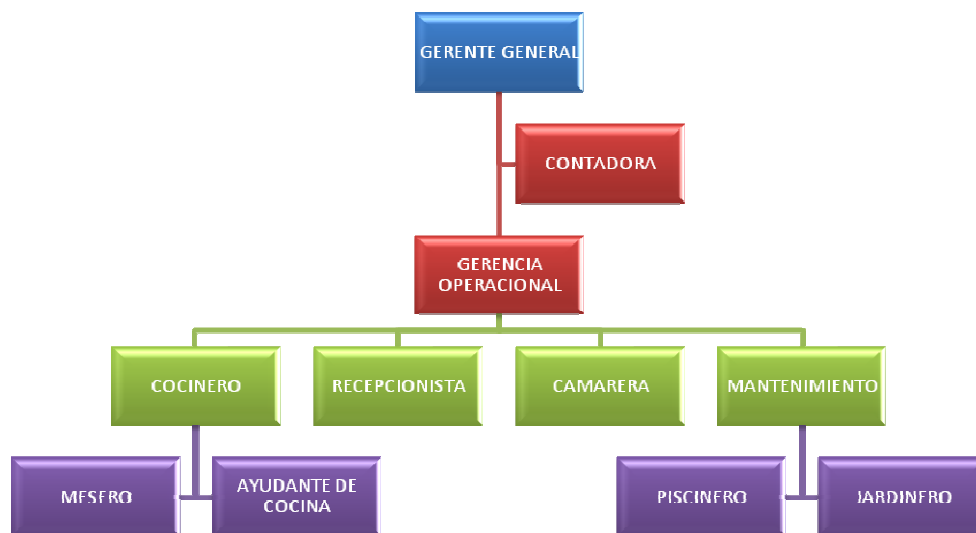 GERENTE GENERAL
CONTADORA
GERENCIA
OPERACIONAL
COCINERO
RECEPCIONISTA
CAMARERA
MANTENIMIENTO
MESERO
AYUDANTE DE
COCINA
PISCINERO
JARDINERO